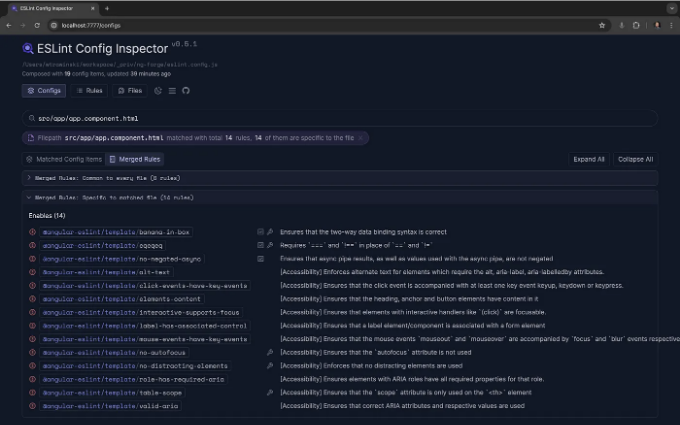 ESLint Config Inspector
localhost:7777/configs
ESLint Config Inspector v0.5.1
Composed with 19 config items, updated 39 minutes ago
Configs Rules Files
src/app/app.component.html
Filepath src/app/app.component.html matched with total 14 rules, 14 of them are specific to the file
Matched Config Items Merged Rules Expand All Collapse All
Merged Rules: Common to every file
Merged Rules: Specific to matched file (14 rules)
Enables (14)
@angular-eslint/template/banana-in-box Ensures that the two-way data binding syntax is correct
@angular-eslint/template/eqeqeq Requires `===` and `!==` in place of `==` and `!=`
@angular-eslint/template/no-negated-async Ensures that async pipe results, as well as values used with the async pipe, are not negated
@angular-eslint/template/alt-text [Accessibility] Enforces alternate text for elements which require the alt, aria-label, aria-labelledby attributes.
@angular-eslint/template/click-events-have-key-events [Accessibility] Ensures that the click event is accompanied with at least one key event keyup, keydown or keypress.
@angular-eslint/template/elements-content [Accessibility] Ensures that the heading, anchor and button elements have content in it
@angular-eslint/template/interactive-supports-focus [Accessibility] Ensures that elements with interactive handlers like `(click)` are focusable.
@angular-eslint/template/label-has-associated-control [Accessibility] Ensures that a label element/component is associated with a form element
@angular-eslint/template/mouse-events-have-key-events [Accessibility] Ensures that the mouse events `mouseout` and `mouseover` are accompanied by `focus` and `blur` events respective
@angular-eslint/template/no-autofocus [Accessibility] Ensures that the `autofocus` attribute is not used
@angular-eslint/template/no-distracting-elements [Accessibility] Enforces that no distracting elements are used
@angular-eslint/template/role-has-required-aria [Accessibility] Ensures elements with ARIA roles have all required properties for that role.
@angular-eslint/template/table-scope [Accessibility] Ensures that the `scope` attribute is only used on the `<th>` element
@angular-eslint/template/valid-aria [Accessibility] Ensures that correct ARIA attributes and respective values are used